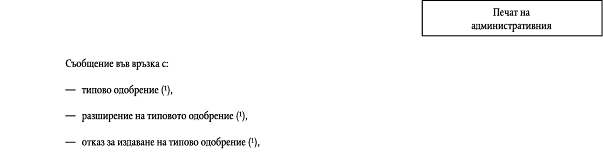 Печат на
административния
Съобщение във връзка с:
— типово одобрение (¹),
— разширение на типовото одобрение (¹),
— отказ за издаване на типово одобрение (¹),